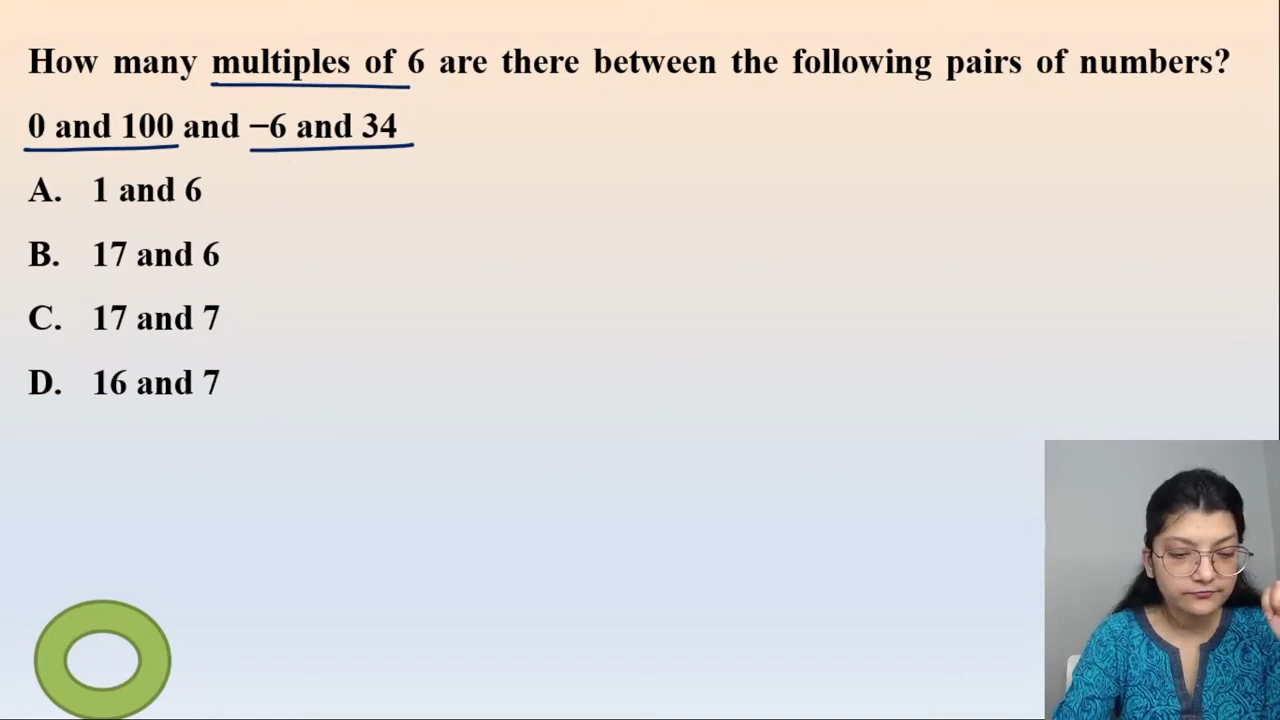 How many multiples of 6 are there between the following pairs of numbers?
0 and 100 and −6 and 34
A. 1 and 6
B. 17 and 6
C. 17 and 7
D. 16 and 7